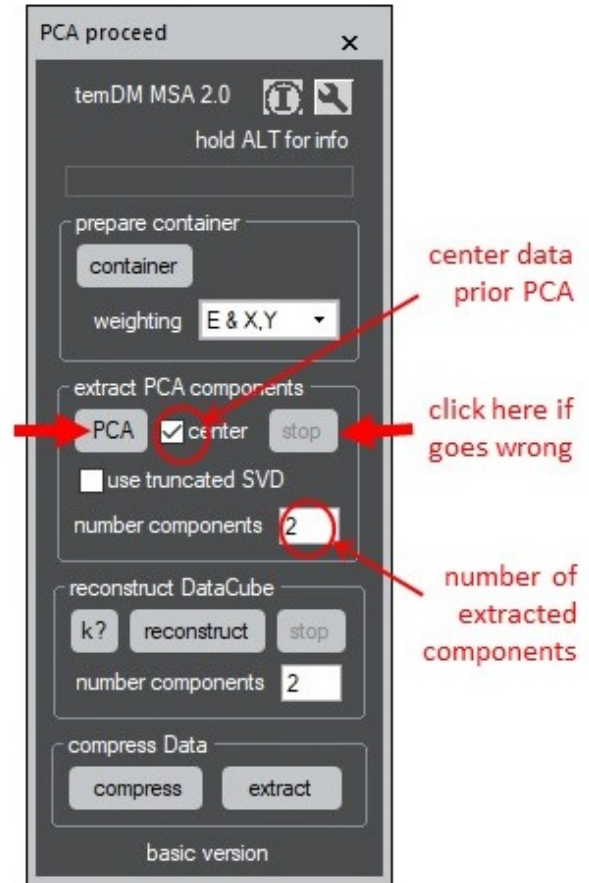 PCA proceed x
temDM MSA 2.0
hold ALT for info
prepare container
container
weighting E & X,Y
center data
prior PCA
extract PCA components
PCA center stop
click here if
goes wrong
use truncated SVD
number components 2
number of
extracted
components
reconstruct DataCube
k? reconstruct stop
number components 2
compress Data
compress extract
basic version